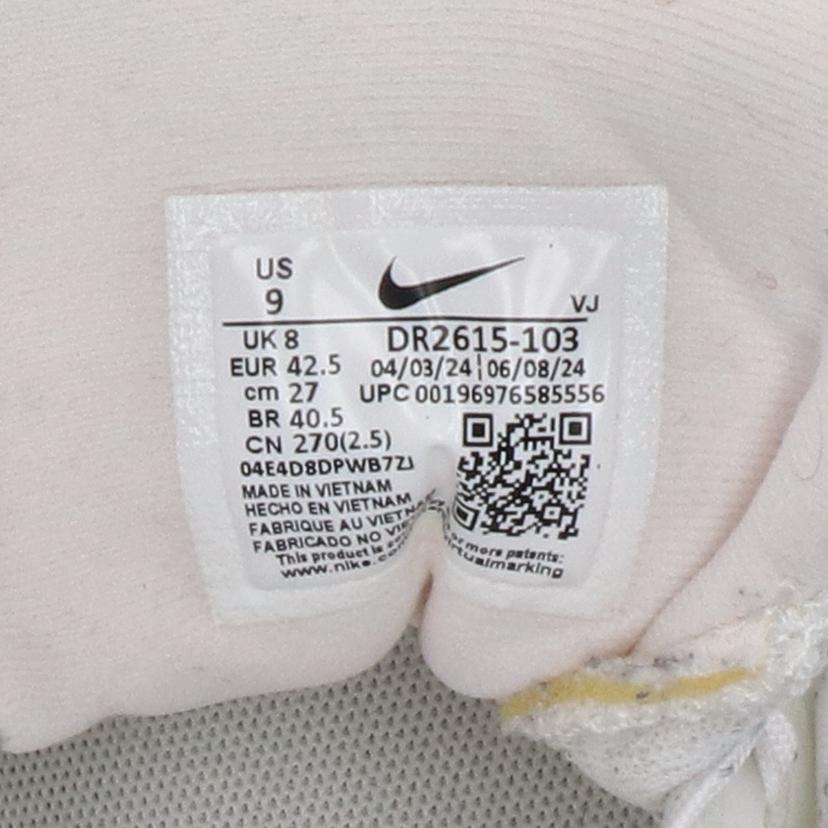 US
9
VJ
UK 8
DR2615-103
EUR 42.5
04/03/24 06/08/24
cm 27
UPC 00196976585556
BR 40.5
CN 270(2.5)
04E4D8DPWB7ZJ
MADE IN VIETNAM
HECHO EN VIETNAM
FABRIQUE AU VIETNAM
FABRICADO NO
This product is
or more patents:
www.nike.